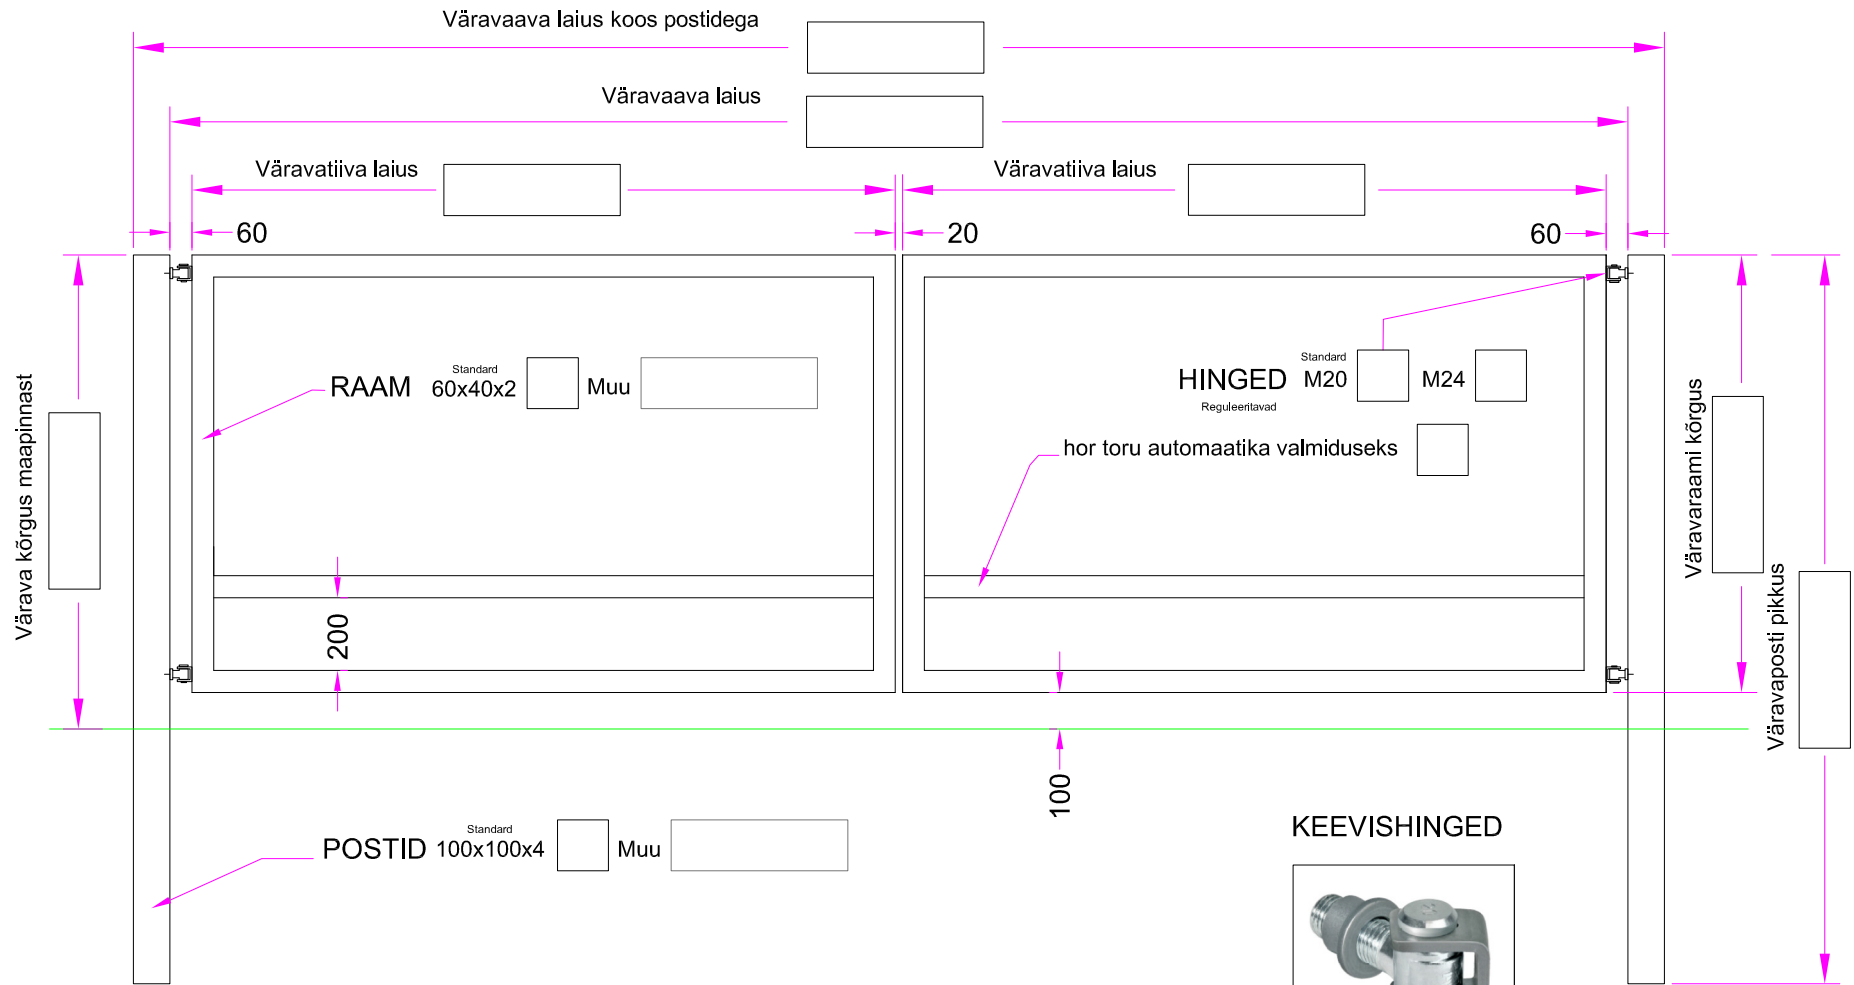 Väravaava laius koos postidega
Väravaava laius
Väravatiiva laius
Väravatiiva laius
60
20
60
Värava kõrgus maapinnast
RAAM
Standard
60x40x2
Muu
HINGED
Reguleeritavad
Standard
M20
M24
hor toru automaatika valmiduseks
Väravaraami kõrgus
Väravaposti pikkus
200
100
POSTID
Standard
100x100x4
Muu
KEEVISHINGED